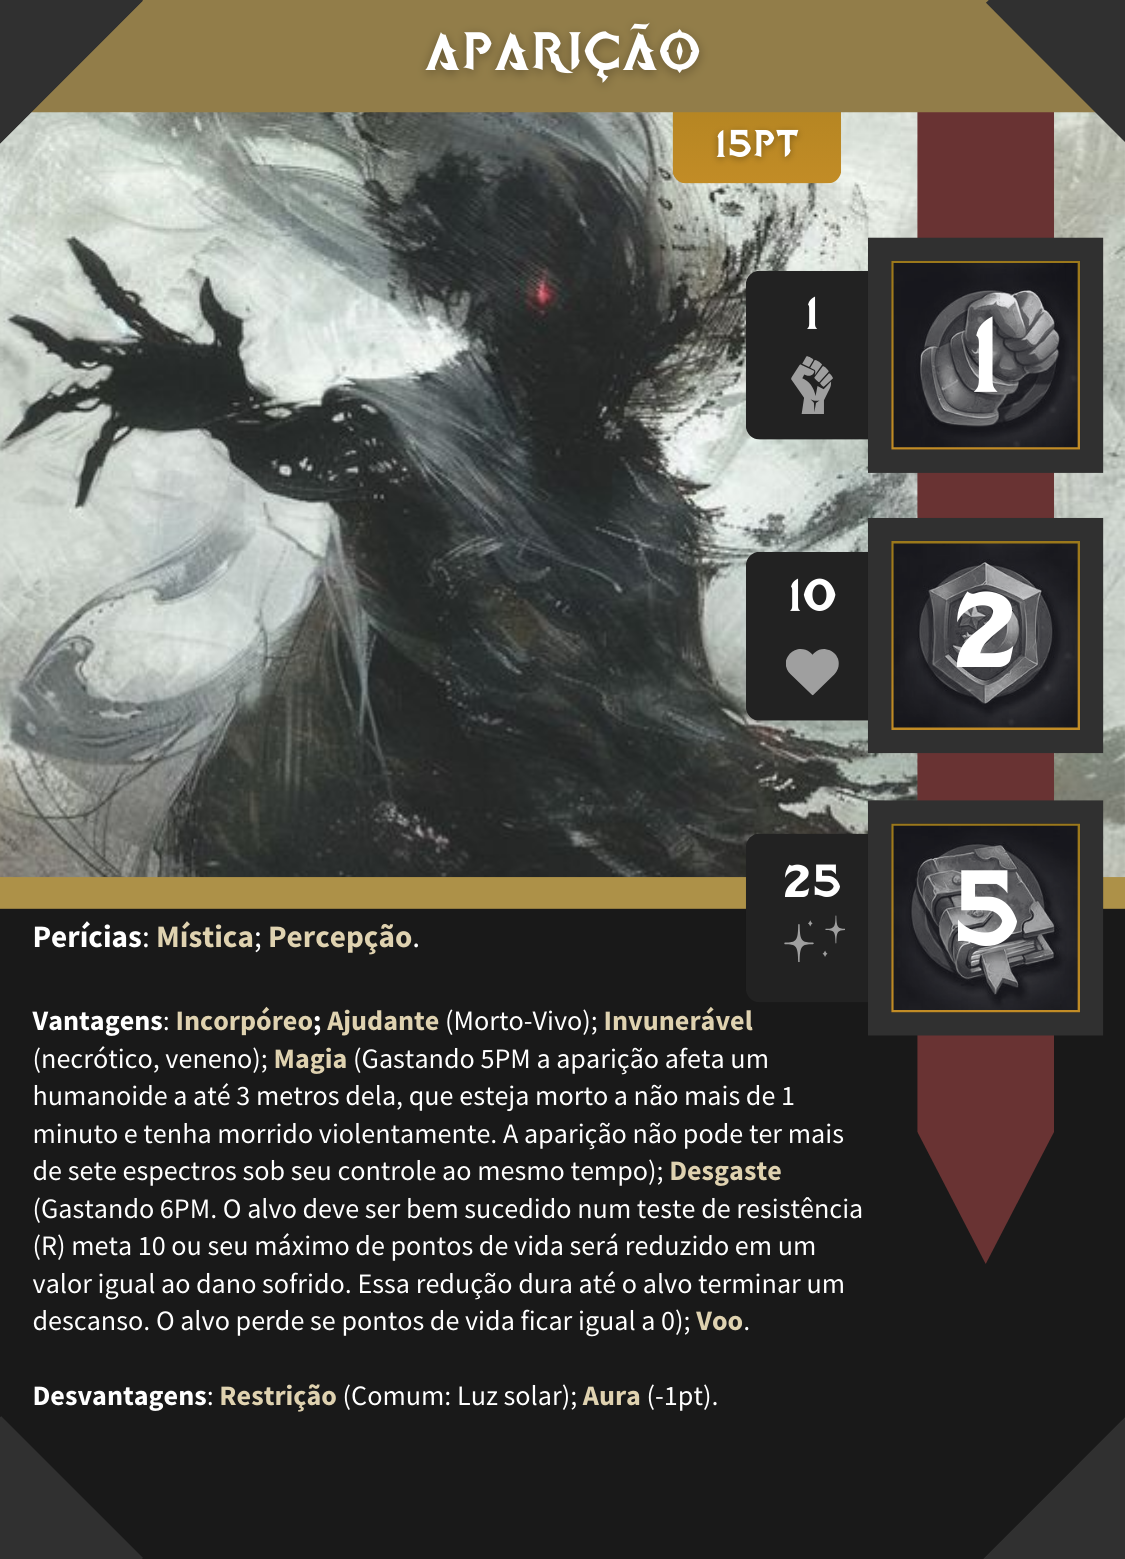 APARIÇÃO
15PT
1
1
10
2
25
5
Perícias: Mística; Percepção.
Vantagens: Incorpóreo; Ajudante (Morto-Vivo); Invunerável
(necrótico, veneno); Magia (Gastando 5PM a aparição afeta um
humanoide a até 3 metros dela, que esteja morto a não mais de 1
minuto e tenha morrido violentamente. A aparição não pode ter mais
de sete espectros sob seu controle ao mesmo tempo); Desgaste
(Gastando 6PM. O alvo deve ser bem sucedido num teste de resistência
(R) meta 10 ou seu máximo de pontos de vida será reduzido em um
valor igual ao dano sofrido. Essa redução dura até o alvo terminar um
descanso. O alvo perde se pontos de vida ficar igual a 0); Voo.
Desvantagens: Restrição (Comum: Luz solar); Aura (-1pt).